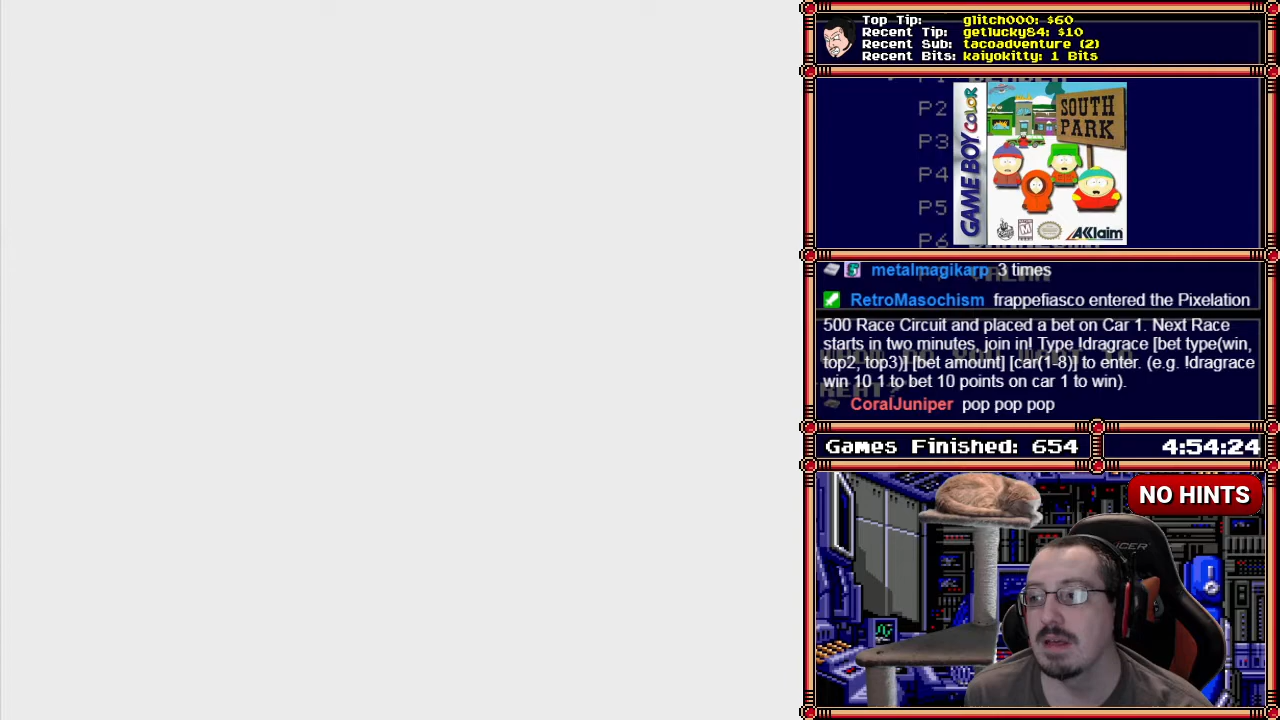 Top Tip: glitch000: $60
Recent Tip: getlucky84: $10
Recent Sub: tacoadventure (2)
Recent Bits: kaiyokitty: 1 Bits
P1
P2
P3
P4
P5
P6
GAME BOY COLOR
SOUTH PARK
M
AKklaim
metalmagikarp 3 times
RetroMasochism frappefiasco entered the Pixelation
500 Race Circuit and placed a bet on Car 1. Next Race
starts in two minutes, join in! Type !dragrace [bet type(win,
top2, top3)] [bet amount] [car(1-8)] to enter. (e.g. !dragrace
win 10 1 to bet 10 points on car 1 to win).
CoralJuniper pop pop pop
Games Finished: 654
4:54:24
NO HINTS